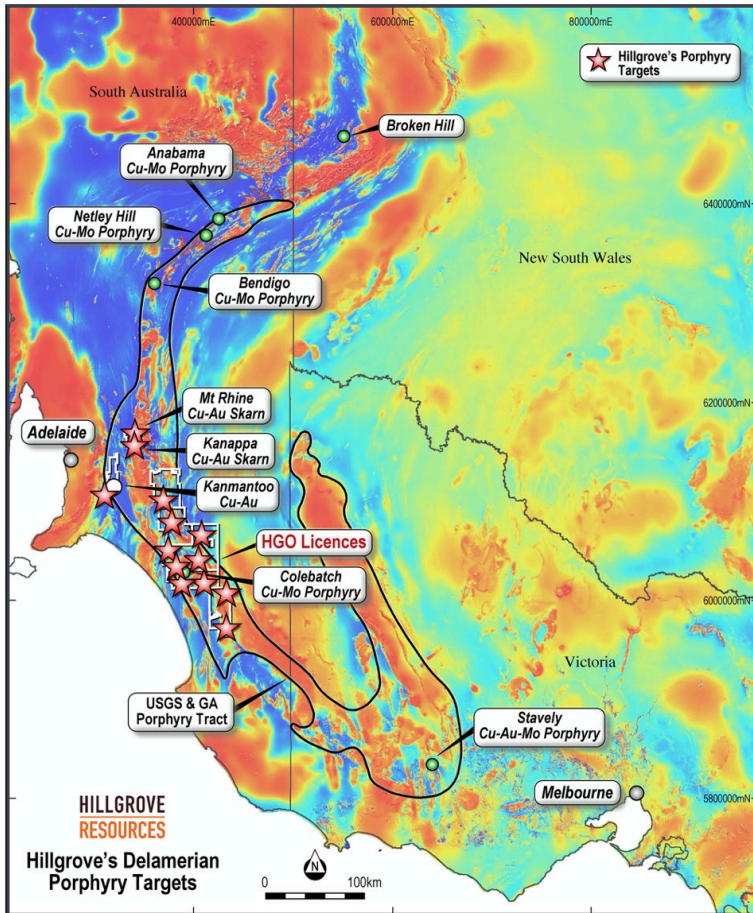 400000mE
600000mE
800000mE
Hillgrove's Porphyry
Targets
South Australia
Broken Hill
Anabama
Cu-Mo Porphyry
6400000mN
Netley Hill
Cu-Mo Porphyry
New South Wales
Bendigo
Cu-Mo Porphyry
Mt Rhine
Cu-Au Skarn
6200000mN
Adelaide
Kanappa
Cu-Au Skarn
Kanmantoo
Cu-Au
HGO Licences
Colebatch
Cu-Mo Porphyry
6000000mN
Victoria
USGS & GA
Porphyry Tract
Stavely
Cu-Au-Mo Porphyry
Melbourne
5800000mN
HILLGROVE
RESOURCES
Hillgrove's Delamerian
Porphyry Targets
N
0
100km